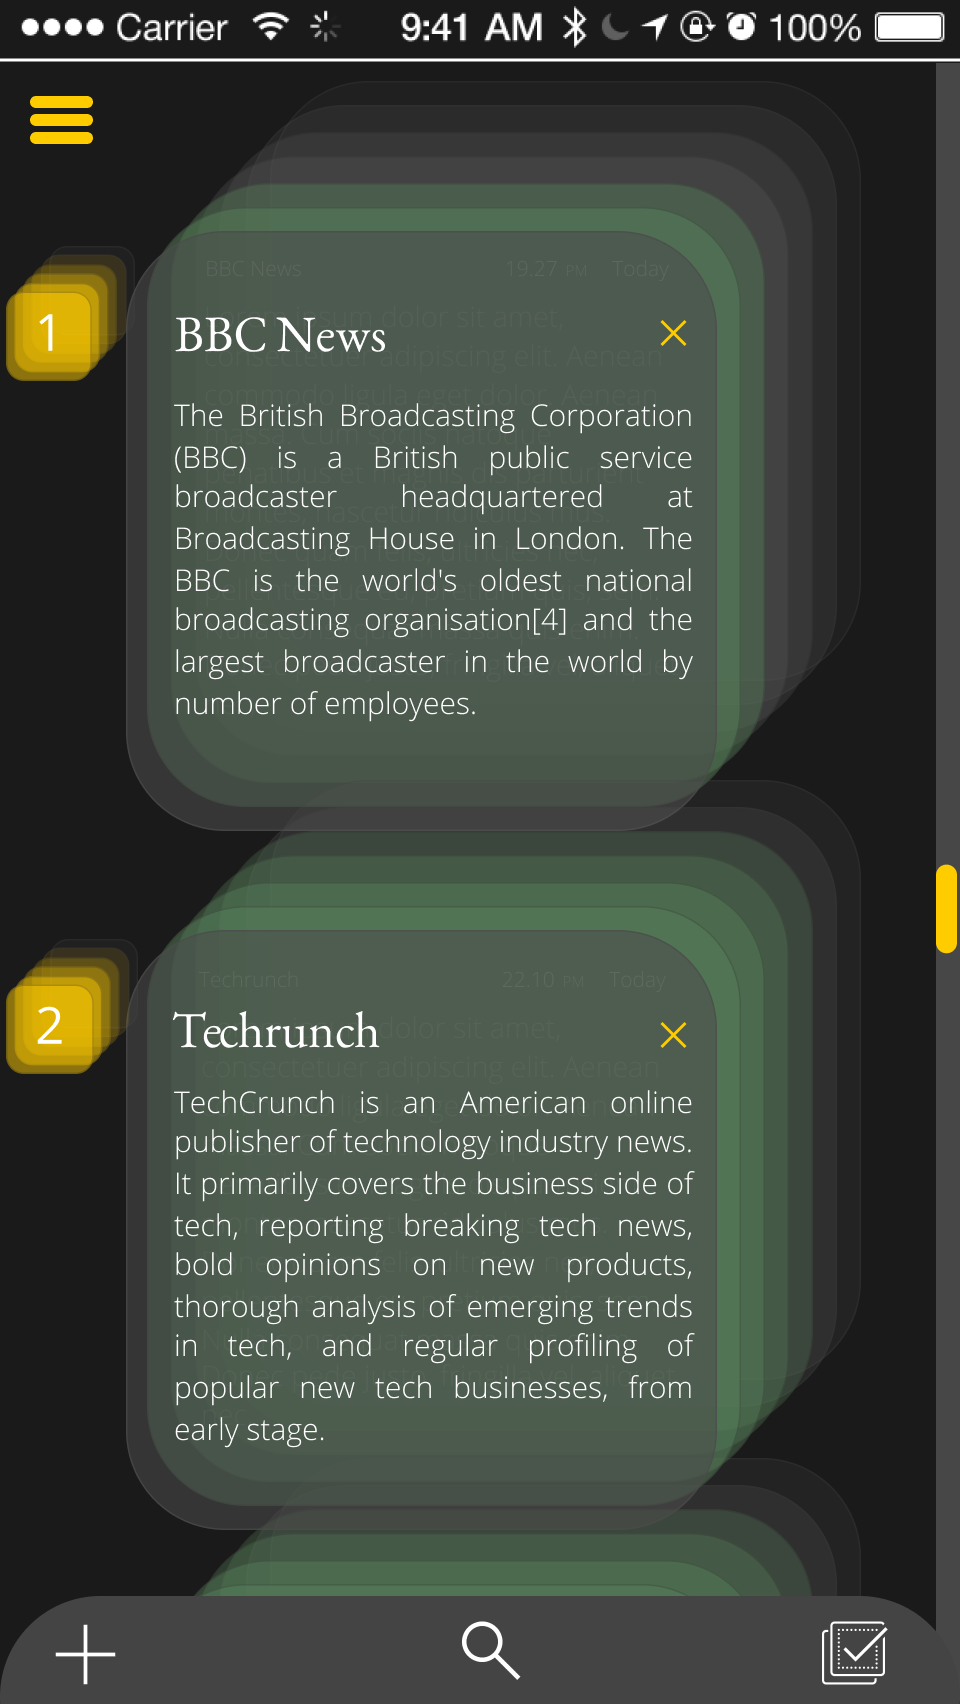 Carrier 9:41 AM 100%
BBC News 19.27 PM Today
1
BBC News
The British Broadcasting Corporation
(BBC) is a British public service
broadcaster headquartered at
Broadcasting House in London. The
BBC is the world's oldest national
broadcasting organisation[4] and the
largest broadcaster in the world by
number of employees.
Techrunch 22.10 PM Today
2
Techrunch
TechCrunch is an American online
publisher of technology industry news.
It primarily covers the business side of
tech, reporting breaking tech news,
bold opinions on new products,
thorough analysis of emerging trends
in tech, and regular profiling of
popular new tech businesses, from
early stage.